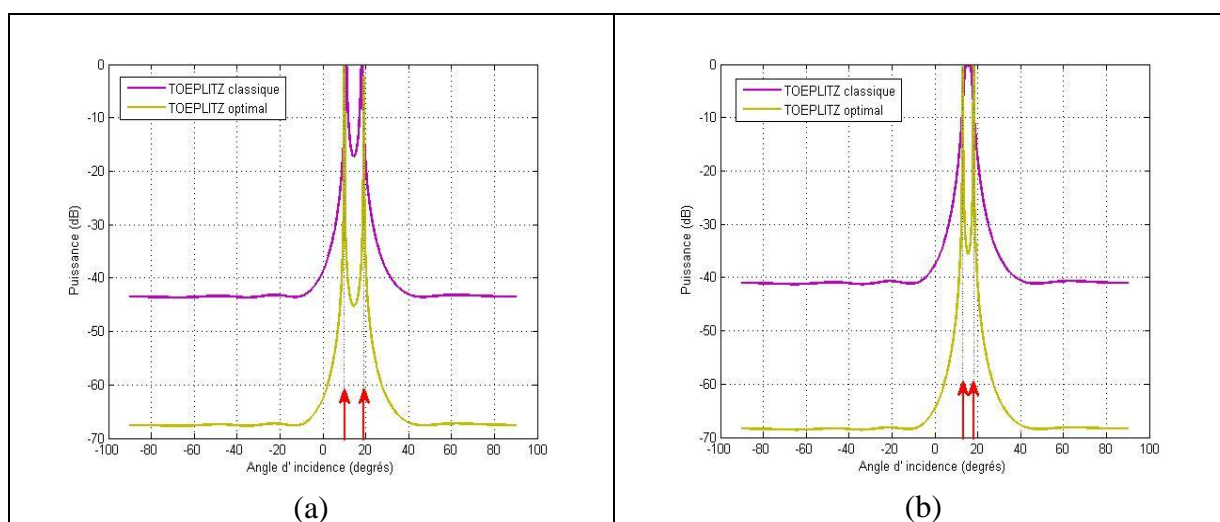 TOEPLITZ classique
TOEPLITZ optimal
Puissance (dB)
0
-10
-20
-30
-40
-50
-60
-70
-100 -80 -60 -40 -20 0 20 40 60 80 100
Angle d' incidence (degrés)
(a)
TOEPLITZ classique
TOEPLITZ optimal
Puissance (dB)
0
-10
-20
-30
-40
-50
-60
-70
-100 -80 -60 -40 -20 0 20 40 60 80 100
Angle d' incidence (degrés)
(b)